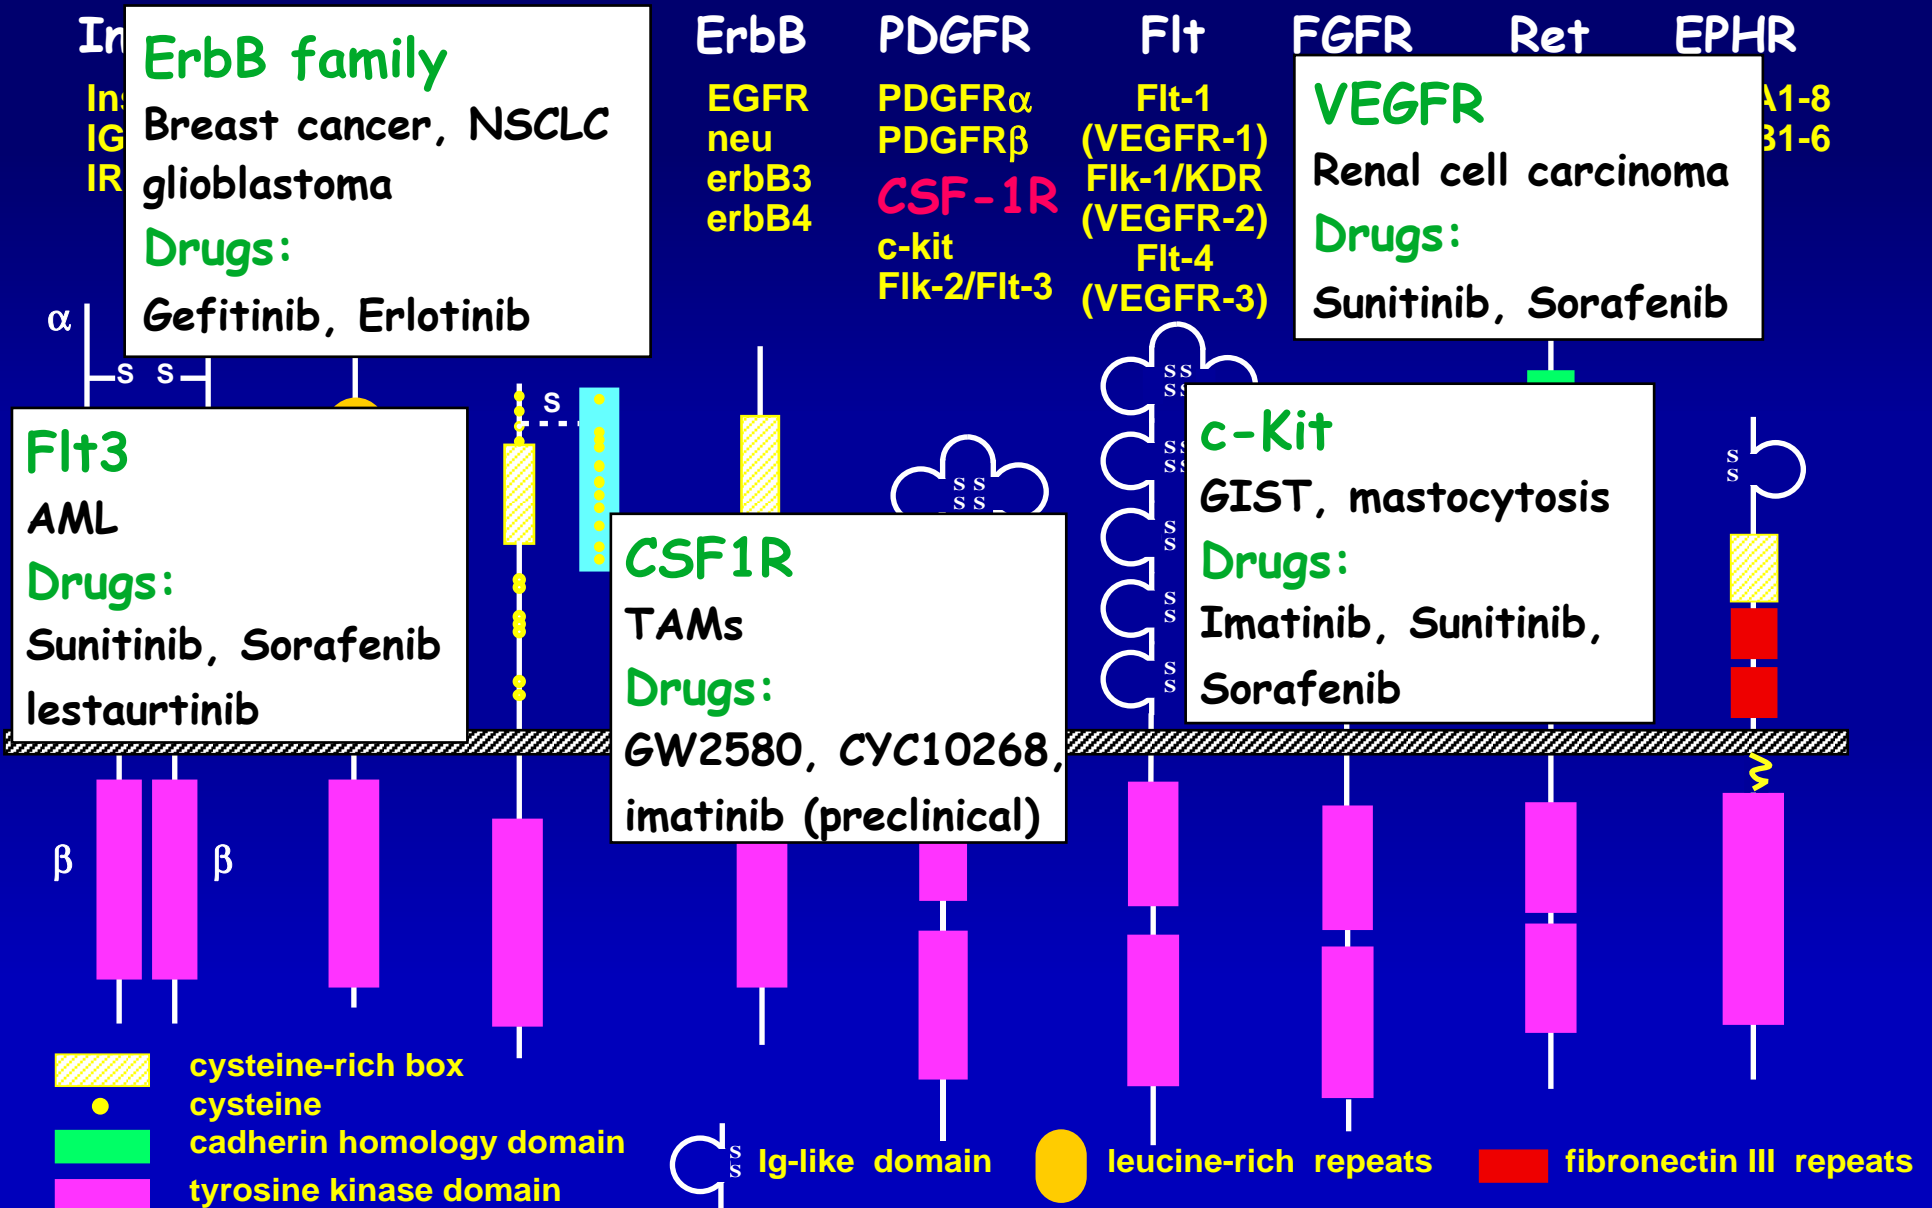 ErbB
PDGFR
Flt
FGFR
Ret
EPHR
ErbB family
Breast cancer, NSCLC
glioblastoma
Drugs:
Gefitinib, Erlotinib
EGFR
neu
erbB3
erbB4
PDGFRα
PDGFRβ
CSF-1R
c-kit
Flk-2/Flt-3
Flt-1
(VEGFR-1)
Flk-1/KDR
(VEGFR-2)
Flt-4
(VEGFR-3)
VEGFR
Renal cell carcinoma
Drugs:
Sunitinib, Sorafenib
A1-8
B1-6
α
S S
S
Flt3
AML
Drugs:
Sunitinib, Sorafenib
lestaurtinib
CSF1R
TAMs
Drugs:
GW2580, CYC10268,
imatinib (preclinical)
c-Kit
GIST, mastocytosis
Drugs:
Imatinib, Sunitinib,
Sorafenib
S S
S S
S S
S S
S
S
S
S
S
S
S
S
S S
S S
S
S
β
β
cysteine-rich box
cysteine
cadherin homology domain
tyrosine kinase domain
S
S
Ig-like domain
leucine-rich repeats
fibronectin III repeats